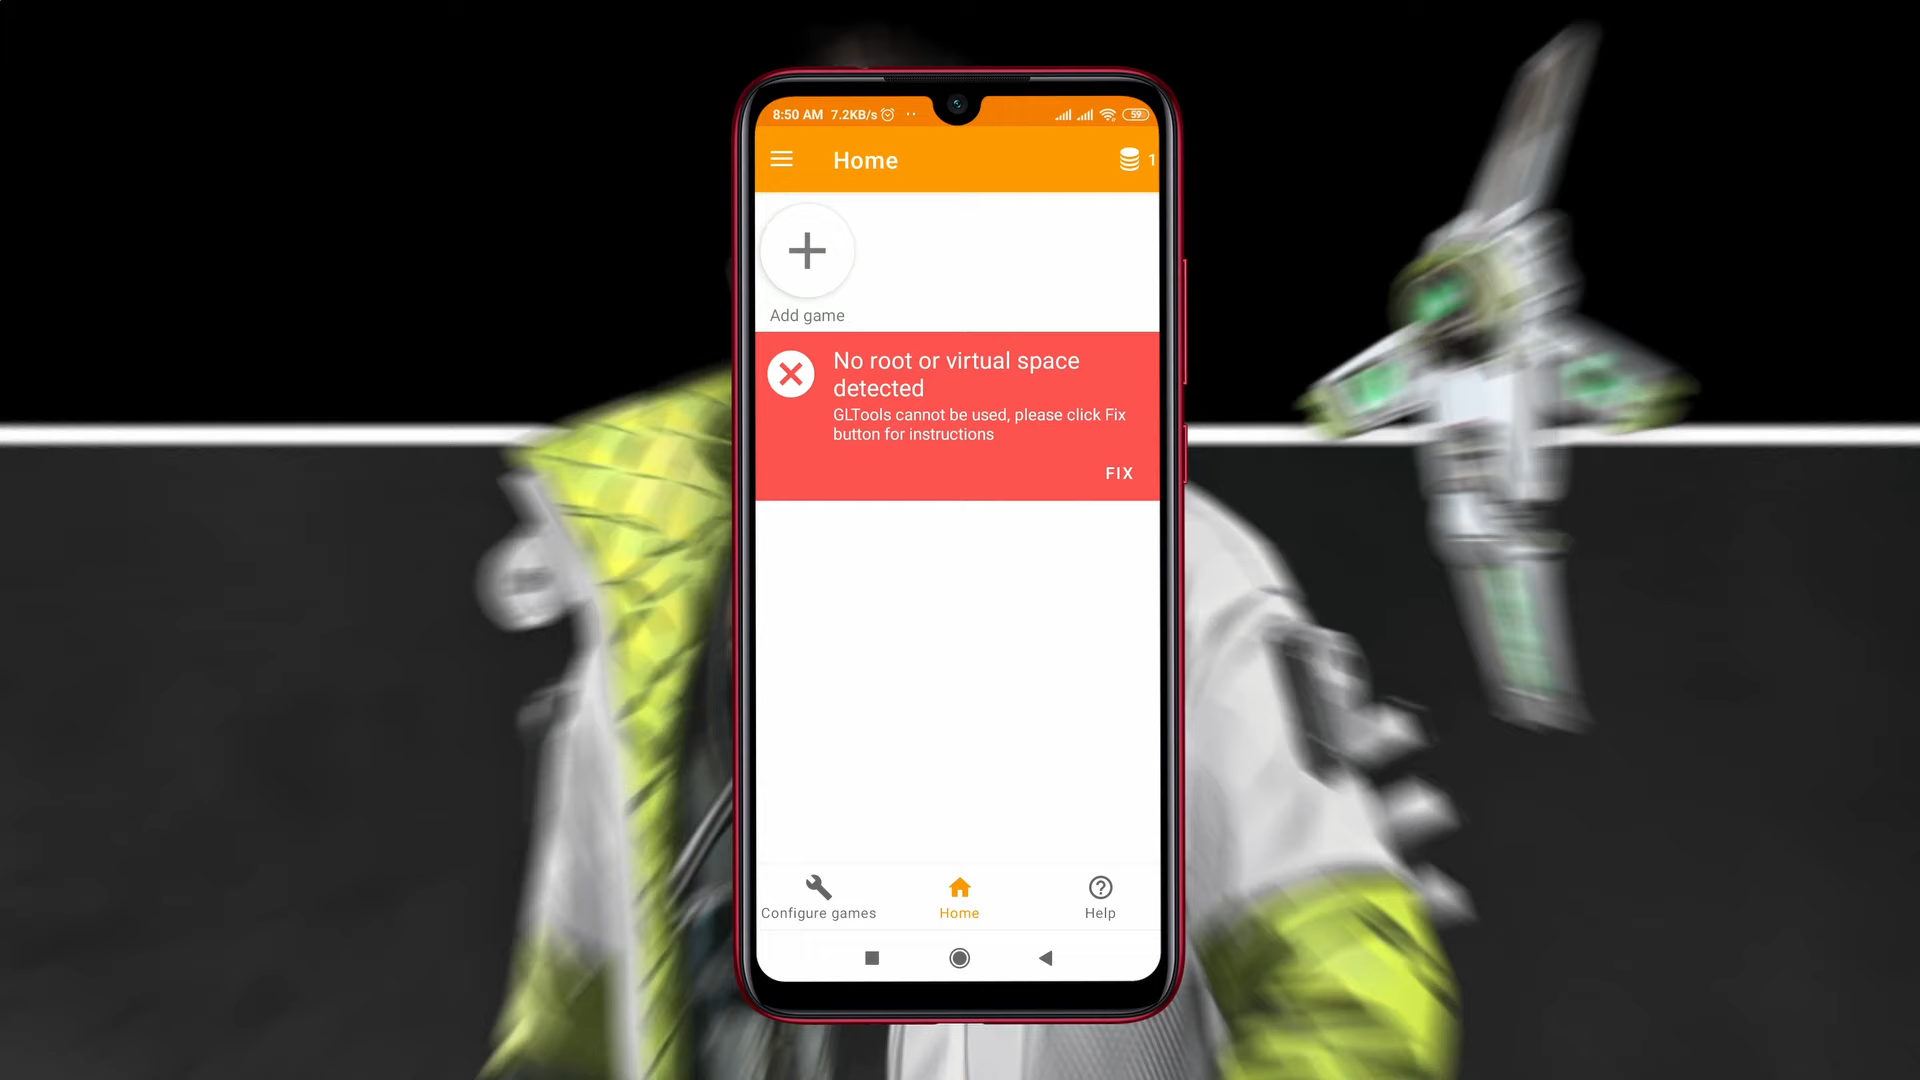 8:50 AM 7.2KB/s 59
Home 1
Add game
No root or virtual space
detected
GLTools cannot be used, please click Fix
button for instructions
FIX
Configure games Home Help